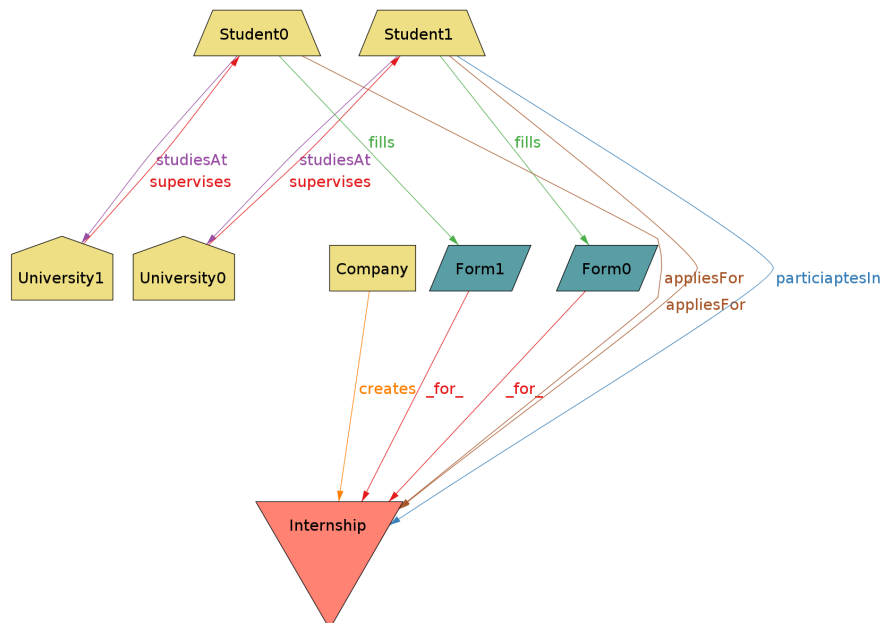 Student0
Student1
fills
fills
studiesAt
studiesAt
supervises
supervises
University1
University0
Company
Form1
Form0
appliesFor
particiaptesIn
appliesFor
creates
_for_
_for_
Internship